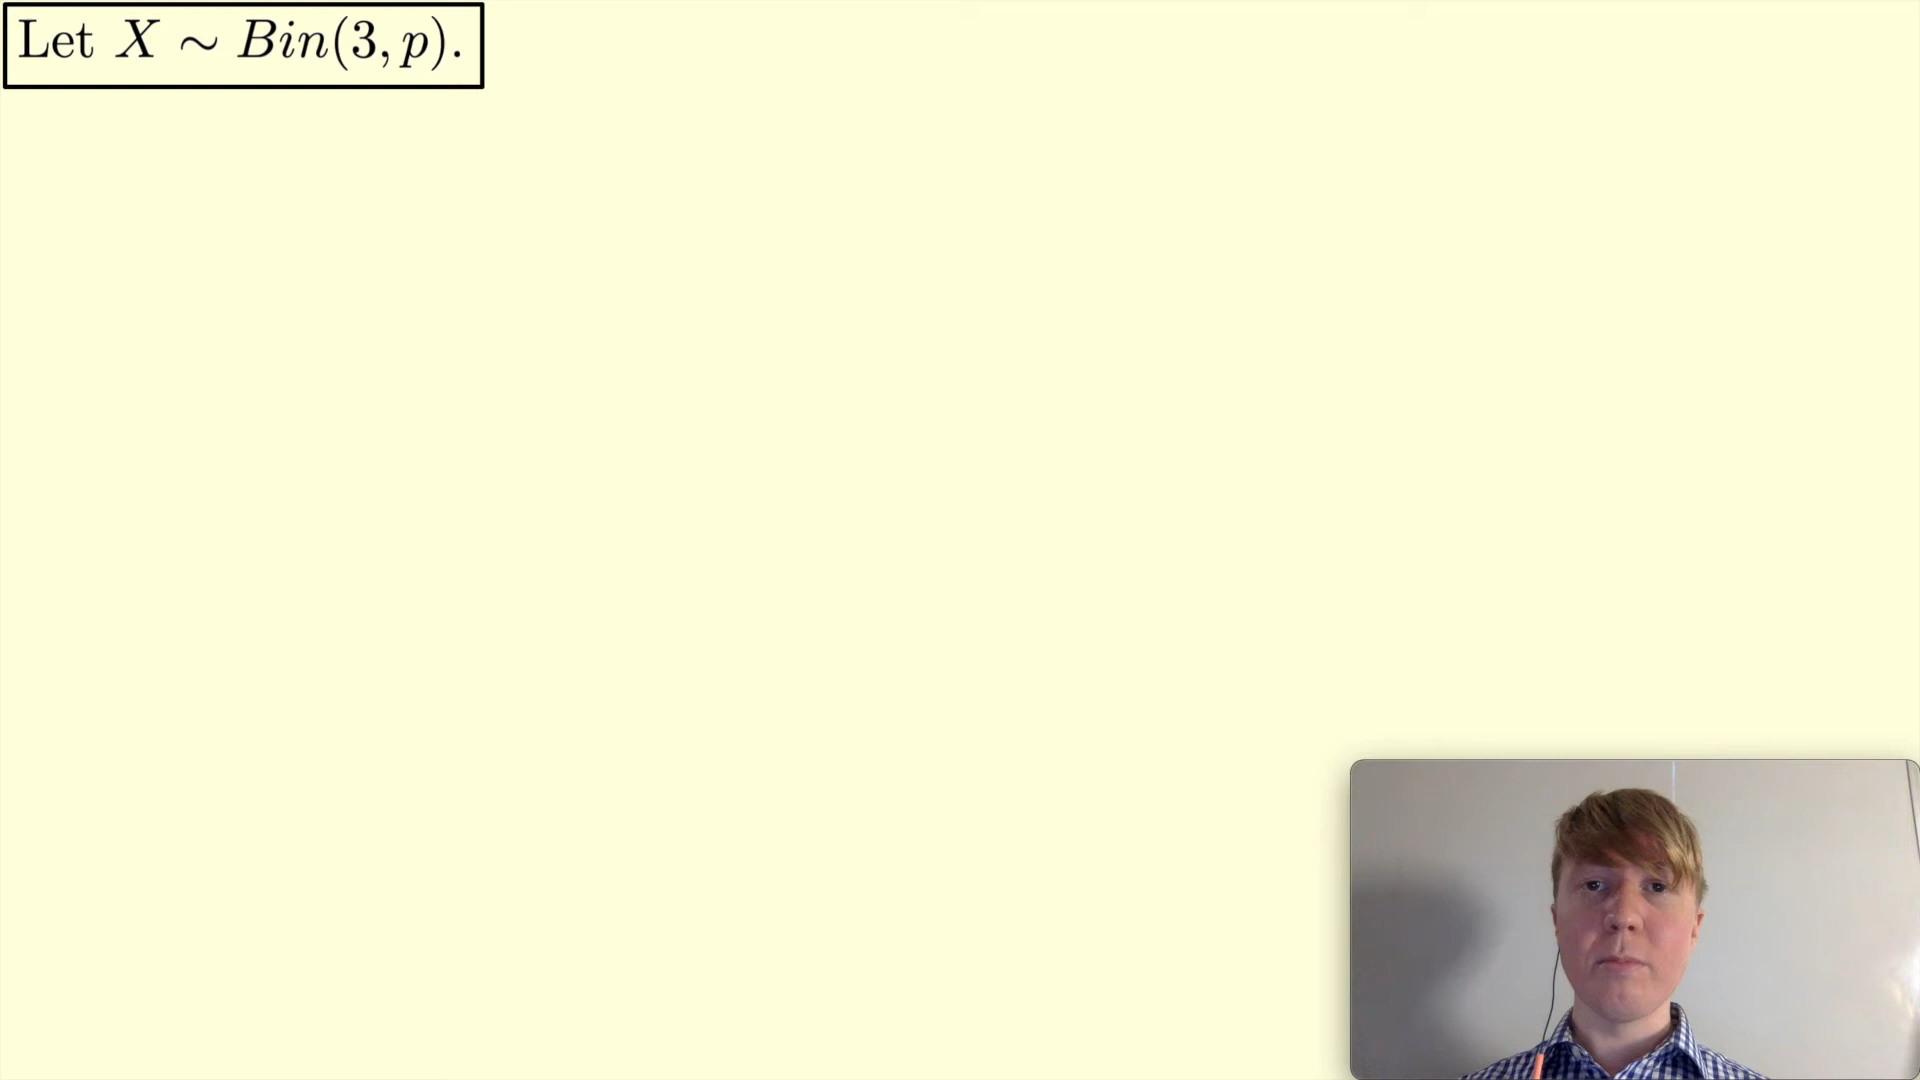 Let X ∼ Bin(3, p).